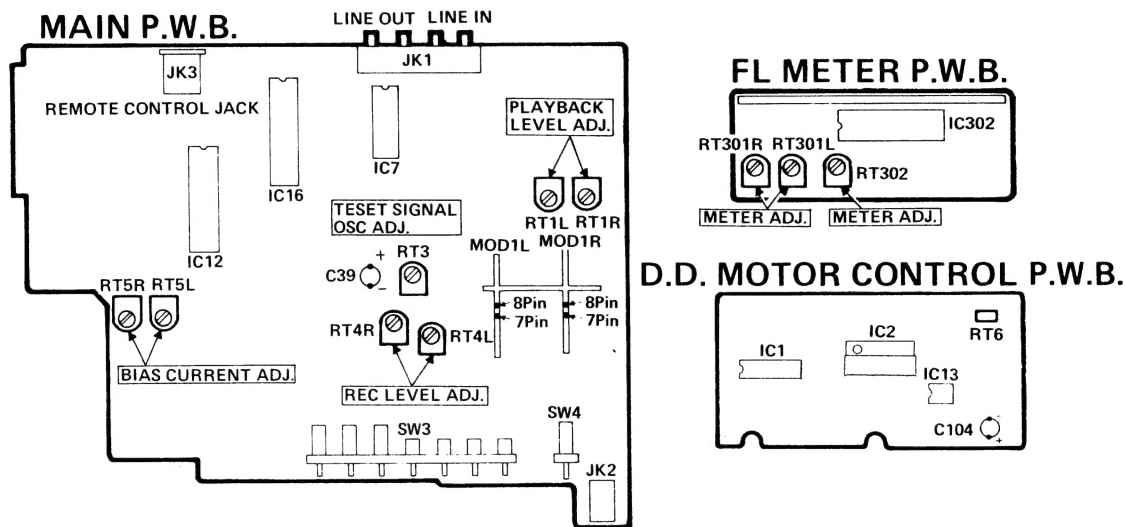 MAIN P.W.B.
LINE OUT LINE IN
JK1
JK3
REMOTE CONTROL JACK
IC16
IC7
IC12
PLAYBACK
LEVEL ADJ.
RT1L RT1R
TESET SIGNAL
OSC ADJ.
C39
+
-
RT3
MOD1L MOD1R
8Pin 8Pin
7Pin 7Pin
RT5R RT5L
BIAS CURRENT ADJ.
RT4R RT4L
REC LEVEL ADJ.
SW3
SW4
JK2
FL METER P.W.B.
IC302
RT301R RT301L
RT302
METER ADJ. METER ADJ.
D.D. MOTOR CONTROL P.W.B.
RT6
IC1
IC2
IC13
C104
-
+